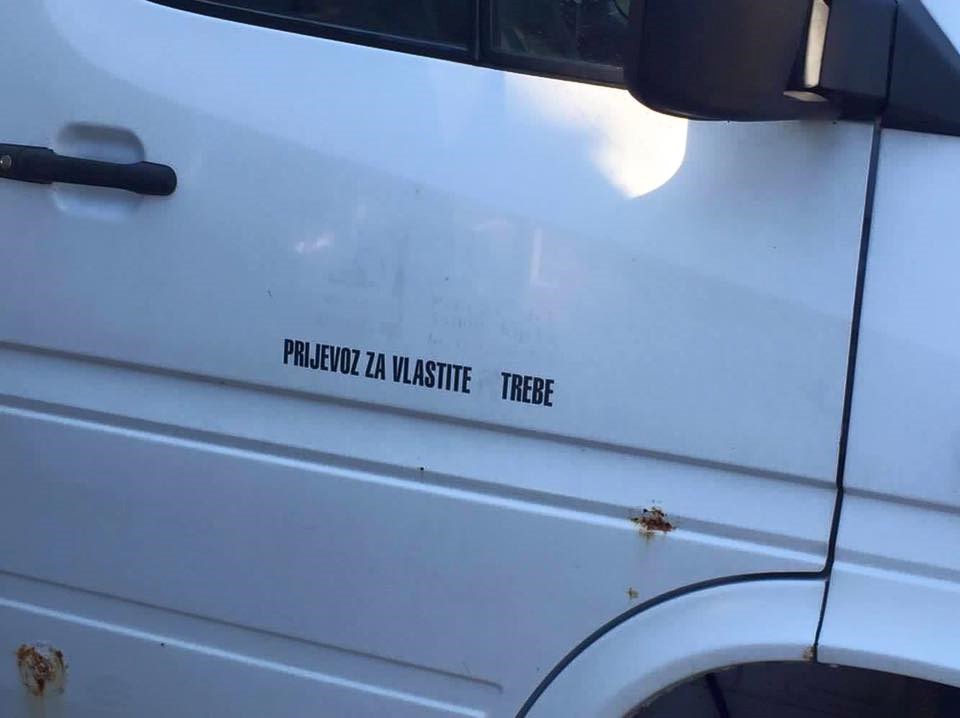 PRIJEVOZ ZA VLASTITE TREBE